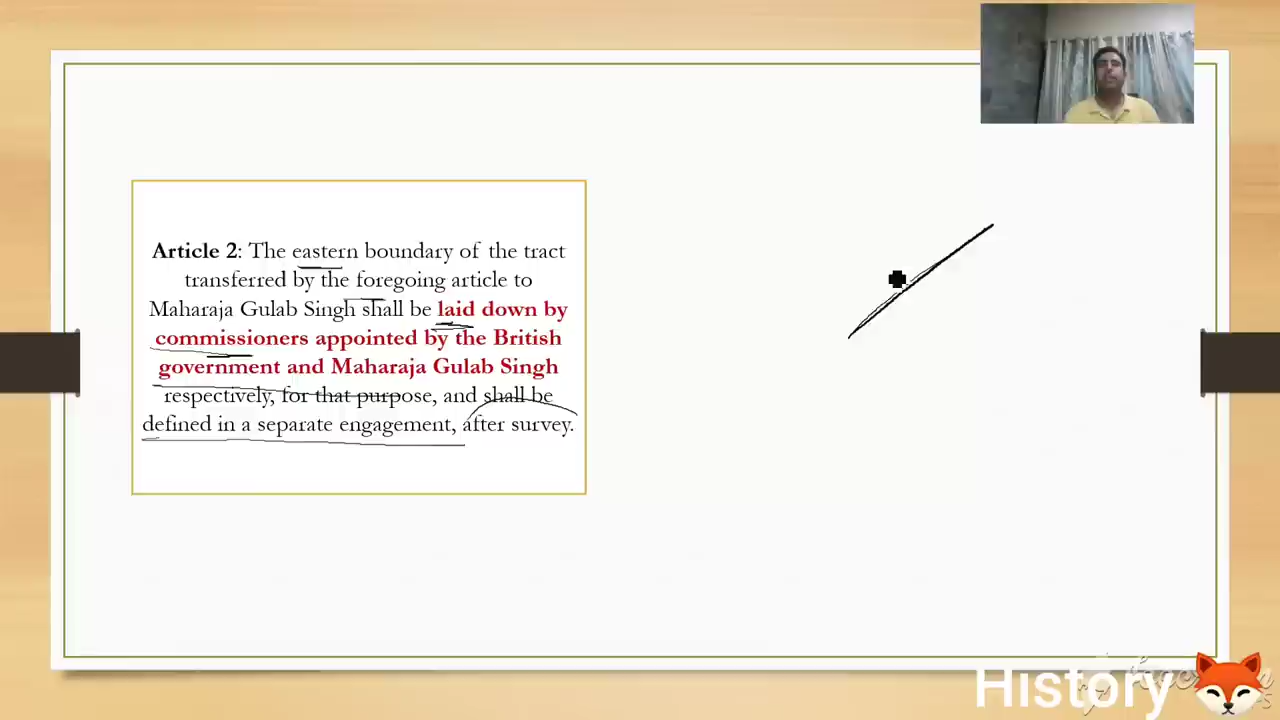 Article 2: The eastern boundary of the tract
transferred by the foregoing article to
Maharaja Gulab Singh shall be laid down by
commissioners appointed by the British
government and Maharaja Gulab Singh
respectively, for that purpose, and shall be
defined in a separate engagement, after survey.
History